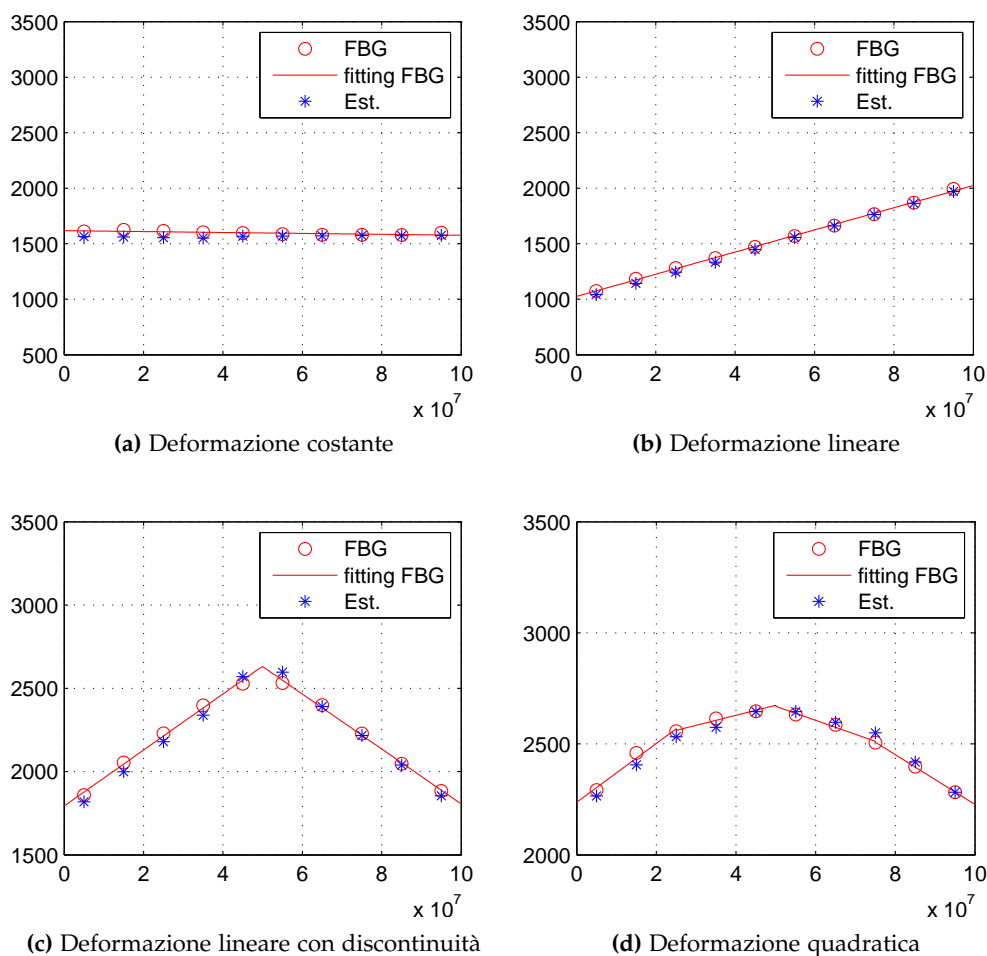 3500
3000
2500
2000
1500
1000
500
0 2 4 6 8 10
x 10^7
FBG
fitting FBG
Est.
(a) Deformazione costante
3500
3000
2500
2000
1500
1000
500
0 2 4 6 8 10
x 10^7
FBG
fitting FBG
Est.
(b) Deformazione lineare
3500
3000
2500
2000
1500
0 2 4 6 8 10
x 10^7
FBG
fitting FBG
Est.
(c) Deformazione lineare con discontinuità
3500
3000
2500
2000
0 2 4 6 8 10
x 10^7
FBG
fitting FBG
Est.
(d) Deformazione quadratica